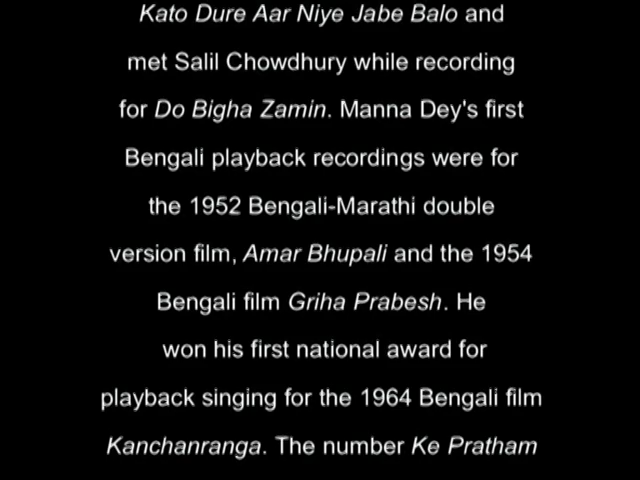 Kato Dure Aar Niye Jabe Balo and
met Salil Chowdhury while recording
for Do Bigha Zamin. Manna Dey's first
Bengali playback recordings were for
the 1952 Bengali-Marathi double
version film, Amar Bhupali and the 1954
Bengali film Griha Prabesh. He
won his first national award for
playback singing for the 1964 Bengali film
Kanchanranga. The number Ke Pratham